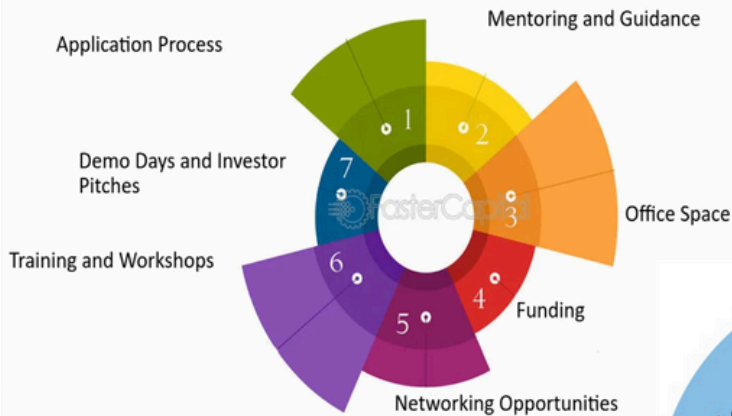 Mentoring and Guidance
Application Process
1
2
7
Demo Days and Investor
Pitches
FasterCapital
3
Office Space
Training and Workshops
6
4
Funding
5
Networking Opportunities